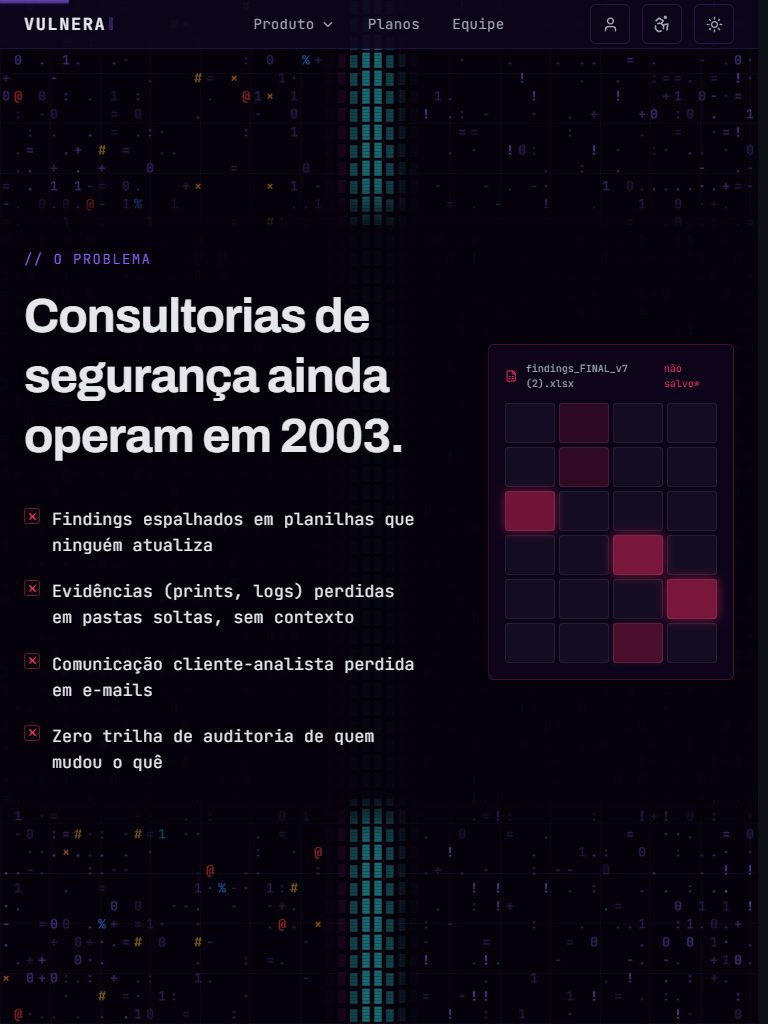 VULNERA
Produto
Planos
Equipe
// O PROBLEMA
Consultorias de
segurança ainda
operam em 2003.
Findings espalhados em planilhas que
ninguém atualiza
Evidências (prints, logs) perdidas
em pastas soltas, sem contexto
Comunicação cliente-analista perdida
em e-mails
Zero trilha de auditoria de quem
mudou o quê
findings_FINAL_v7
(2).xlsx
não
salvo*